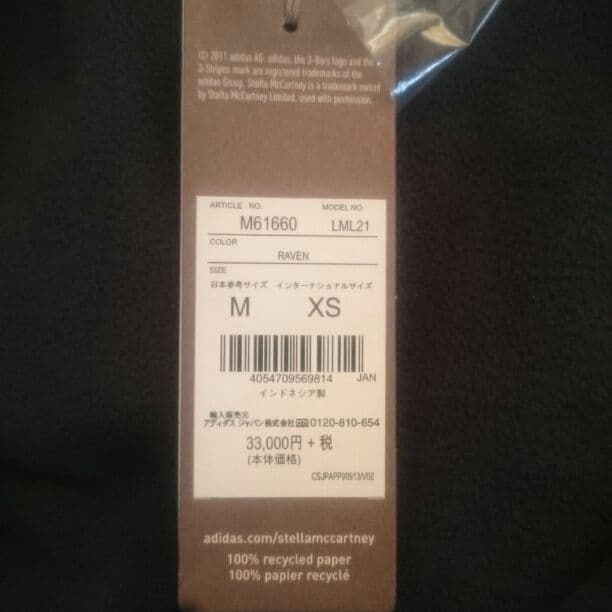 © 2011 adidas AG. adidas, the 3-Bars logo and the
3-Stripes mark are registered trademarks of the
adidas Group. Stella McCartney is a trademark owned
by Stella McCartney Limited, used with permission.
ARTICLE NO. MODEL NO.
M61660 LML21
COLOR
RAVEN
SIZE
日本参考サイズ インターナショナルサイズ
M XS
4054709569814 JAN
インドネシア製
輸入販売元
アディダス ジャパン株式会社 0120-810-654
33,000円 + 税
(本体価格)
CSJPAPPV0913/V02
adidas.com/stellamccartney
100% recycled paper
100% papier recyclé